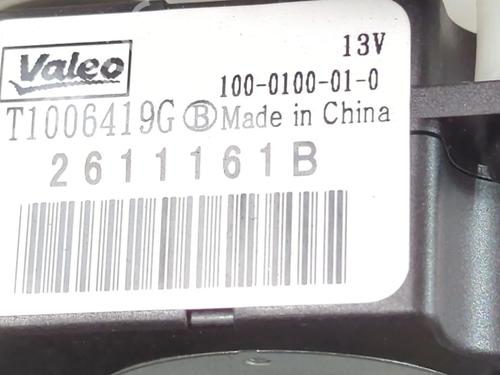 Valeo
13V
100-0100-01-0
T1006419G Ⓑ Made in China
2611161B